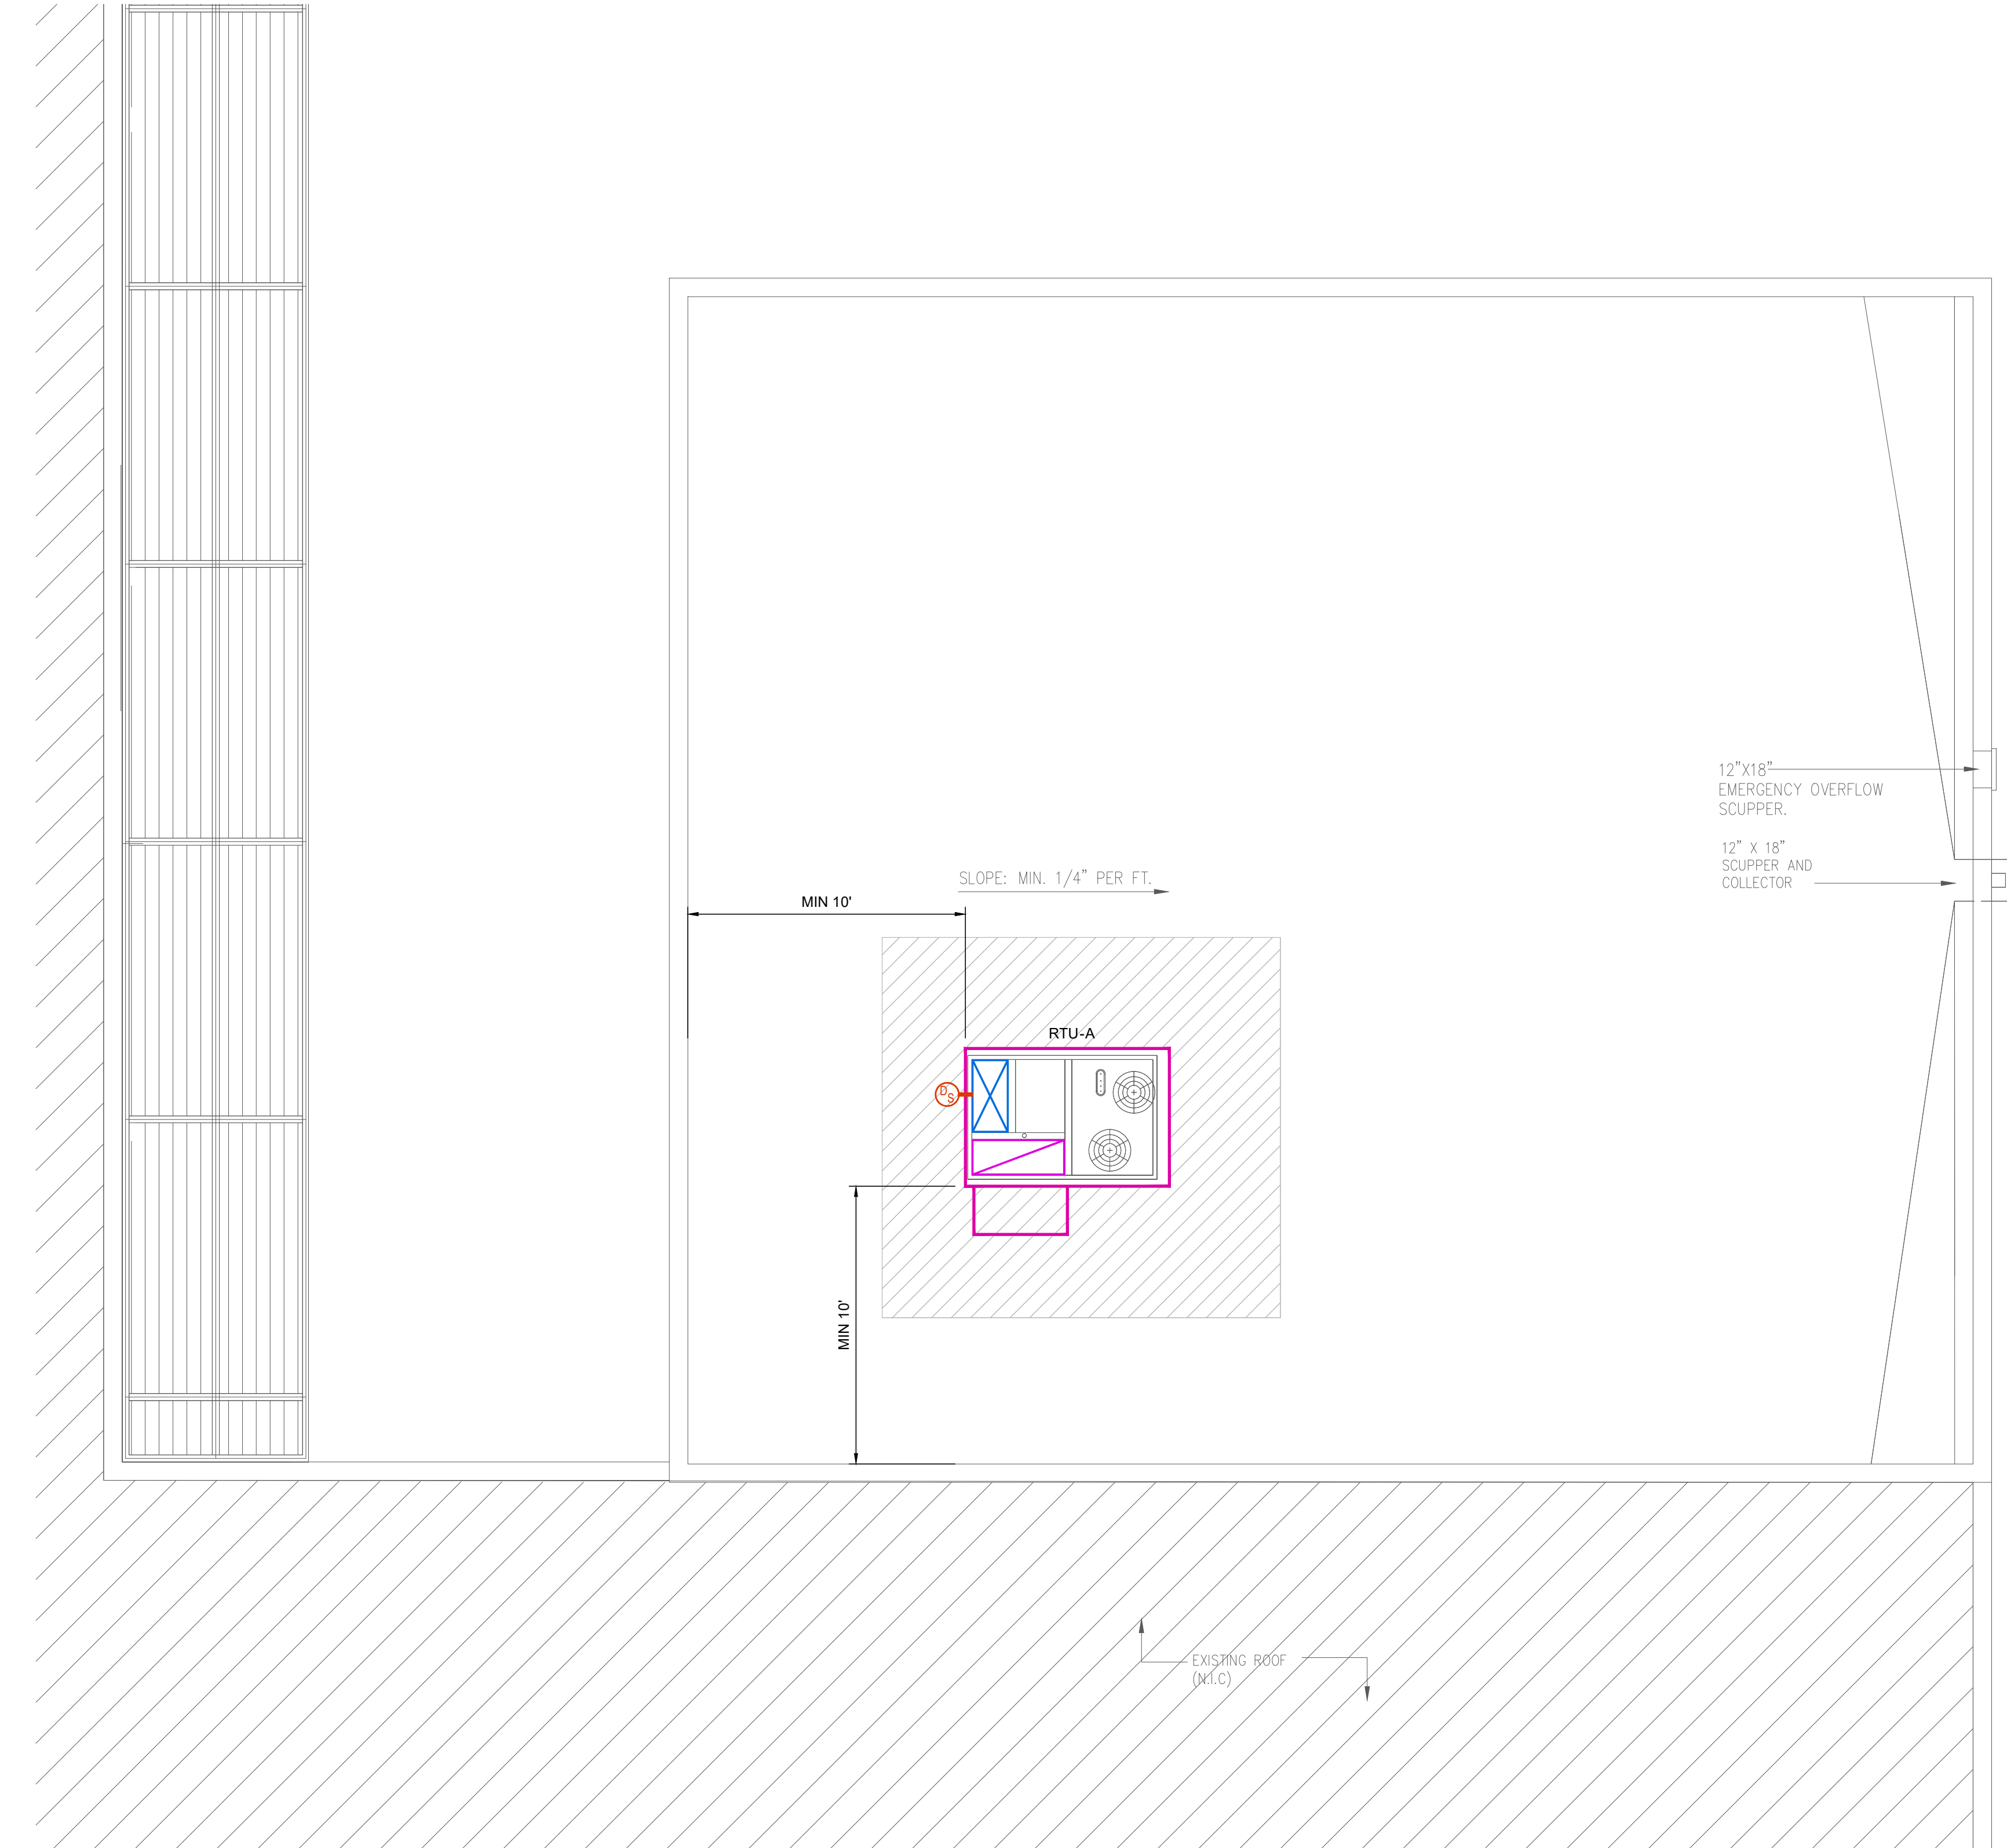 12"X18"
EMERGENCY OVERFLOW
SCUPPER.
12" X 18"
SCUPPER AND
COLLECTOR
SLOPE: MIN. 1/4" PER FT.
MIN 10'
RTU-A
D
S
MIN 10'
EXISTING ROOF
(N.I.C)